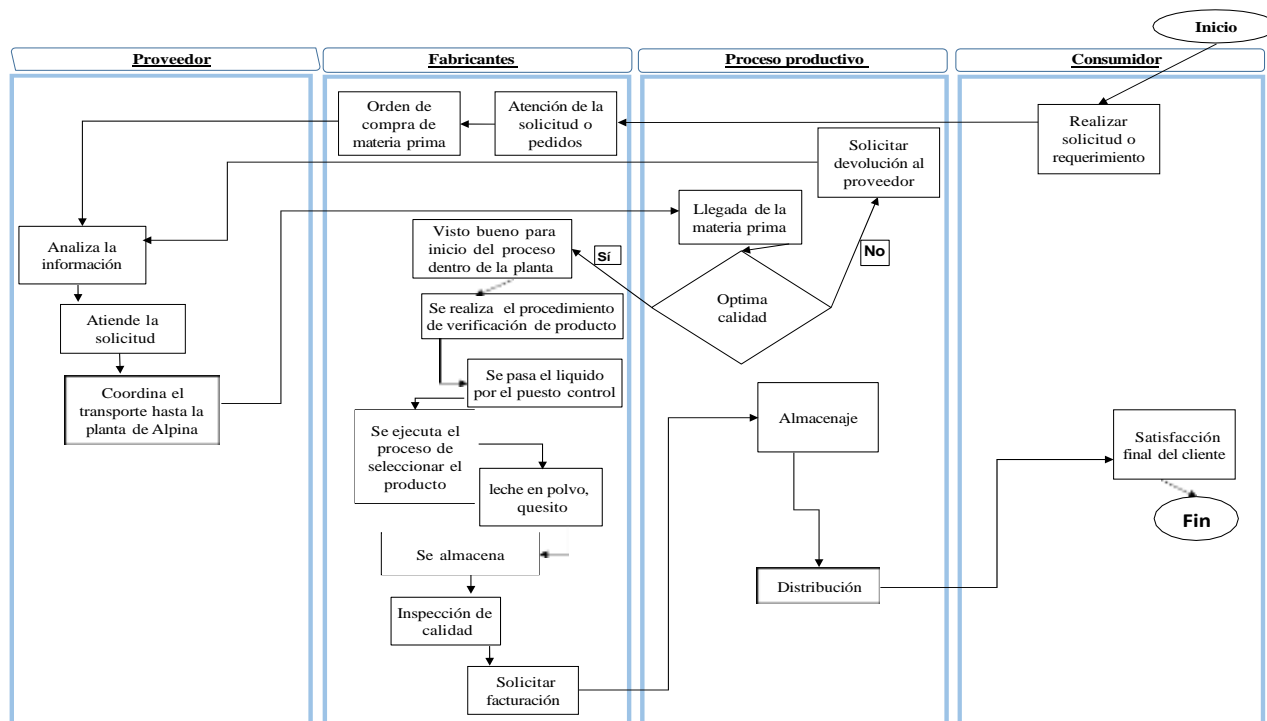 Inicio
Proveedor
Fabricantes
Proceso productivo
Consumidor
Orden de
compra de
materia prima
Atención de la
solicitud o
pedidos
Realizar
solicitud o
requerimiento
Solicitar
devolución al
proveedor
Llegada de la
materia prima
Analiza la
información
Visto bueno para
inicio del proceso
dentro de la planta
Sí
No
Optima
calidad
Atiende la
solicitud
Se realiza el procedimiento
de verificación de producto
Coordina el
transporte hasta la
planta de Alpina
Se pasa el liquido
por el puesto control
Se ejecuta el
proceso de
seleccionar el
producto
leche en polvo,
quesito
Almacenaje
Satisfacción
final del cliente
Fin
Se almacena
Distribución
Inspección de
calidad
Solicitar
facturación